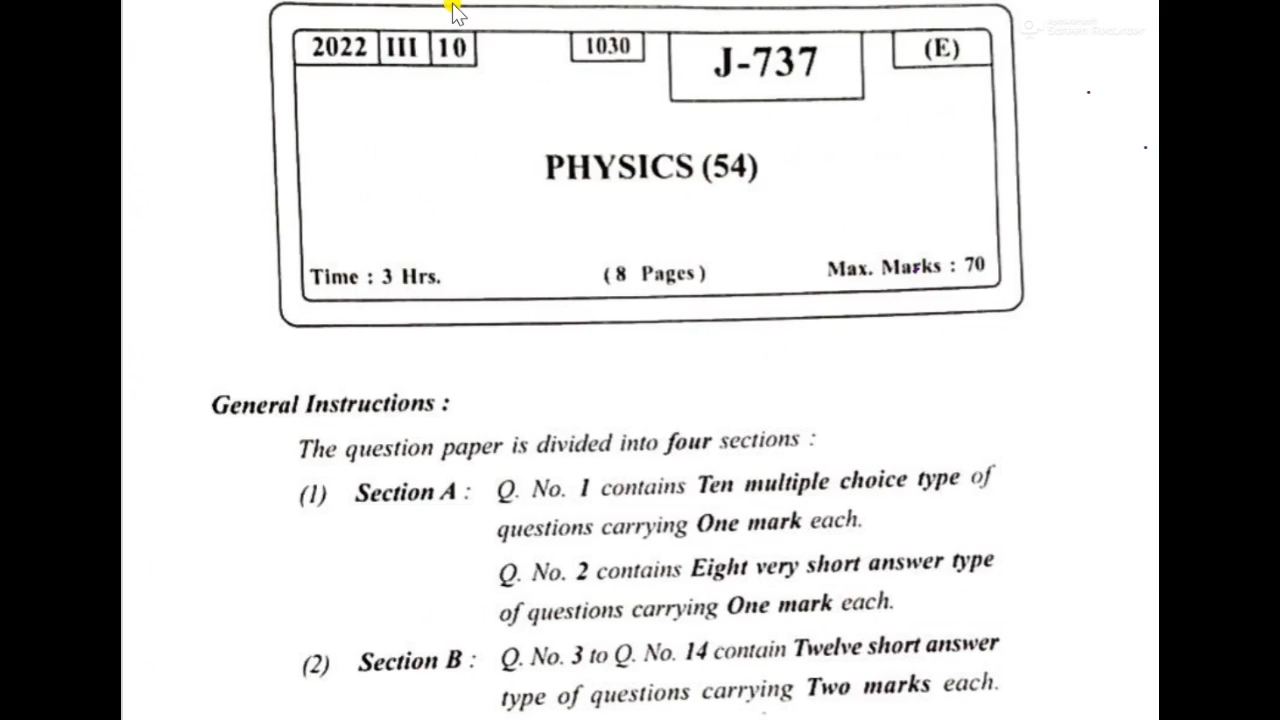 2022 III 10 1030 J-737 (E)
PHYSICS (54)
Time : 3 Hrs. ( 8 Pages ) Max. Marks : 70
General Instructions :
The question paper is divided into four sections :
(1) Section A : Q. No. 1 contains Ten multiple choice type of
questions carrying One mark each.
Q. No. 2 contains Eight very short answer type
of questions carrying One mark each.
(2) Section B : Q. No. 3 to Q. No. 14 contain Twelve short answer
type of questions carrying Two marks each.